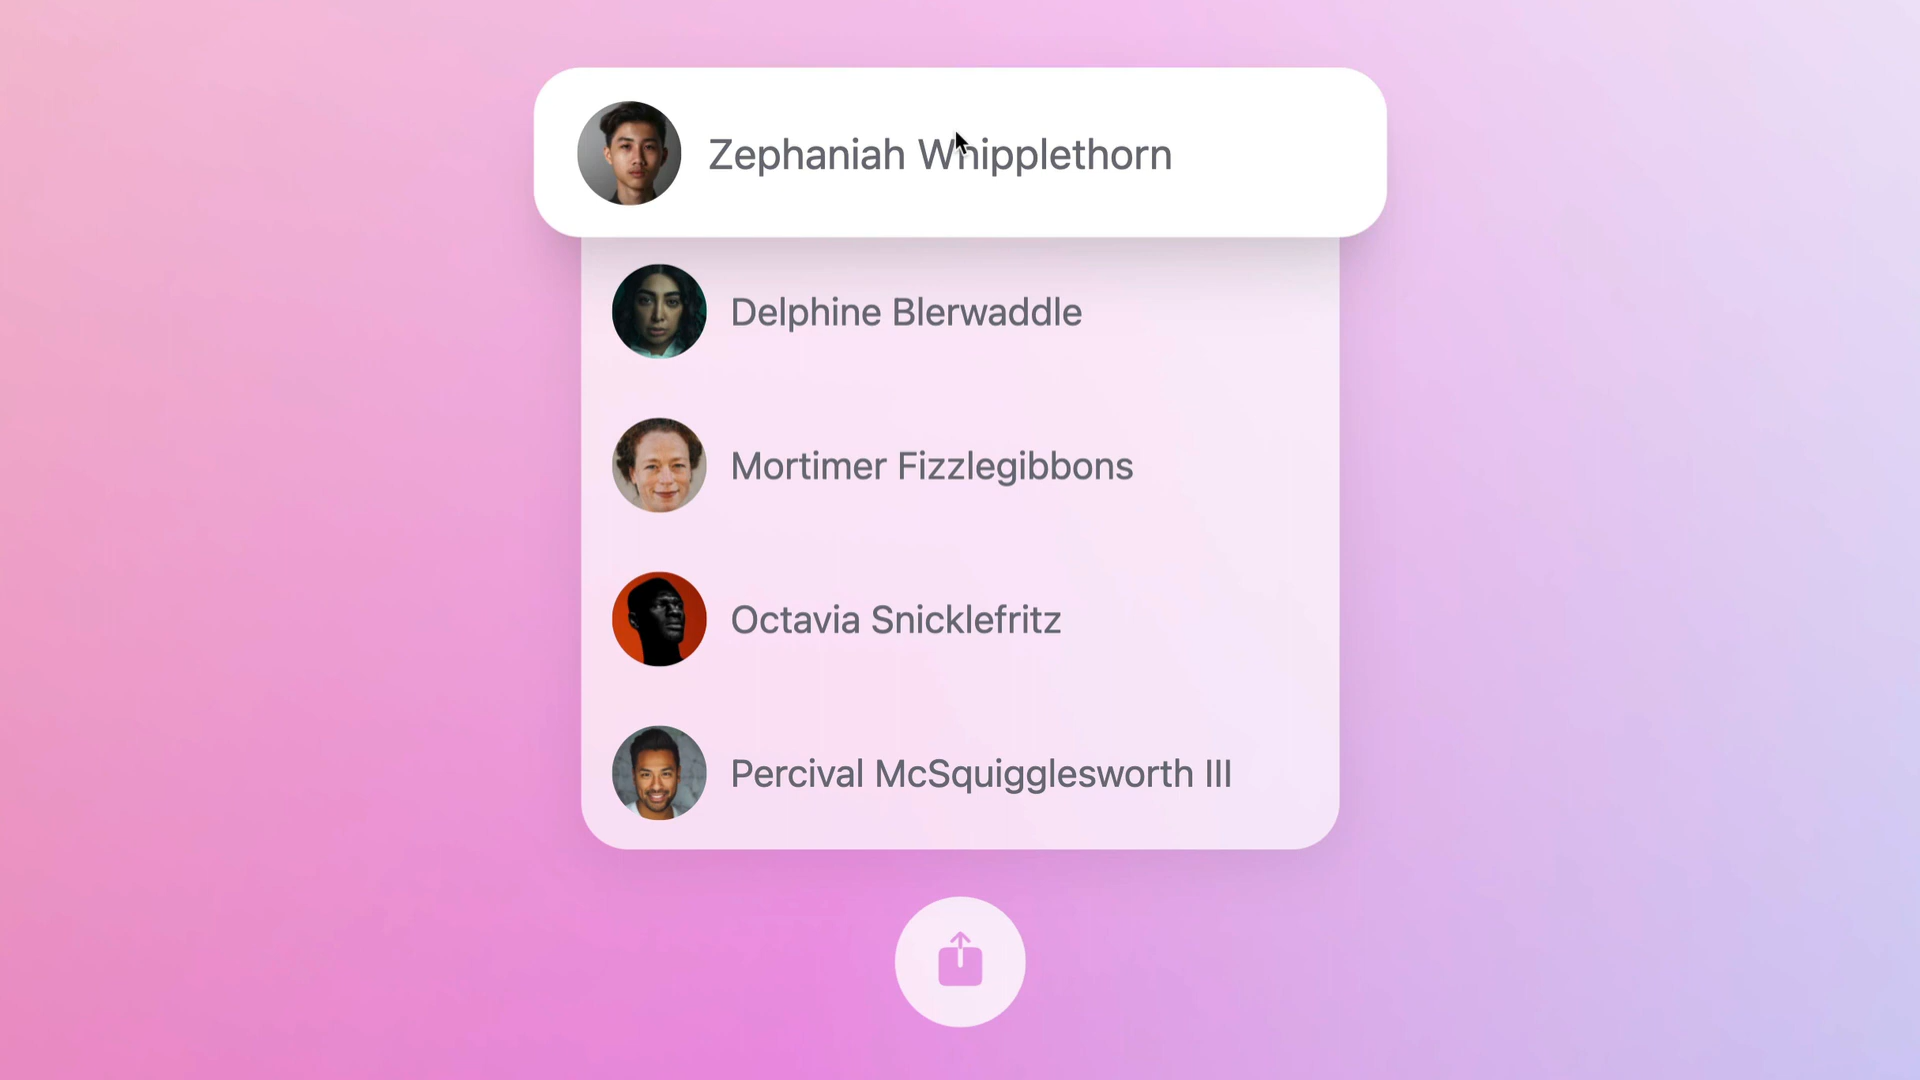 Zephaniah Whipplethorn
Delphine Blerwaddle
Mortimer Fizzlegibbons
Octavia Snicklefritz
Percival McSquigglesworth III